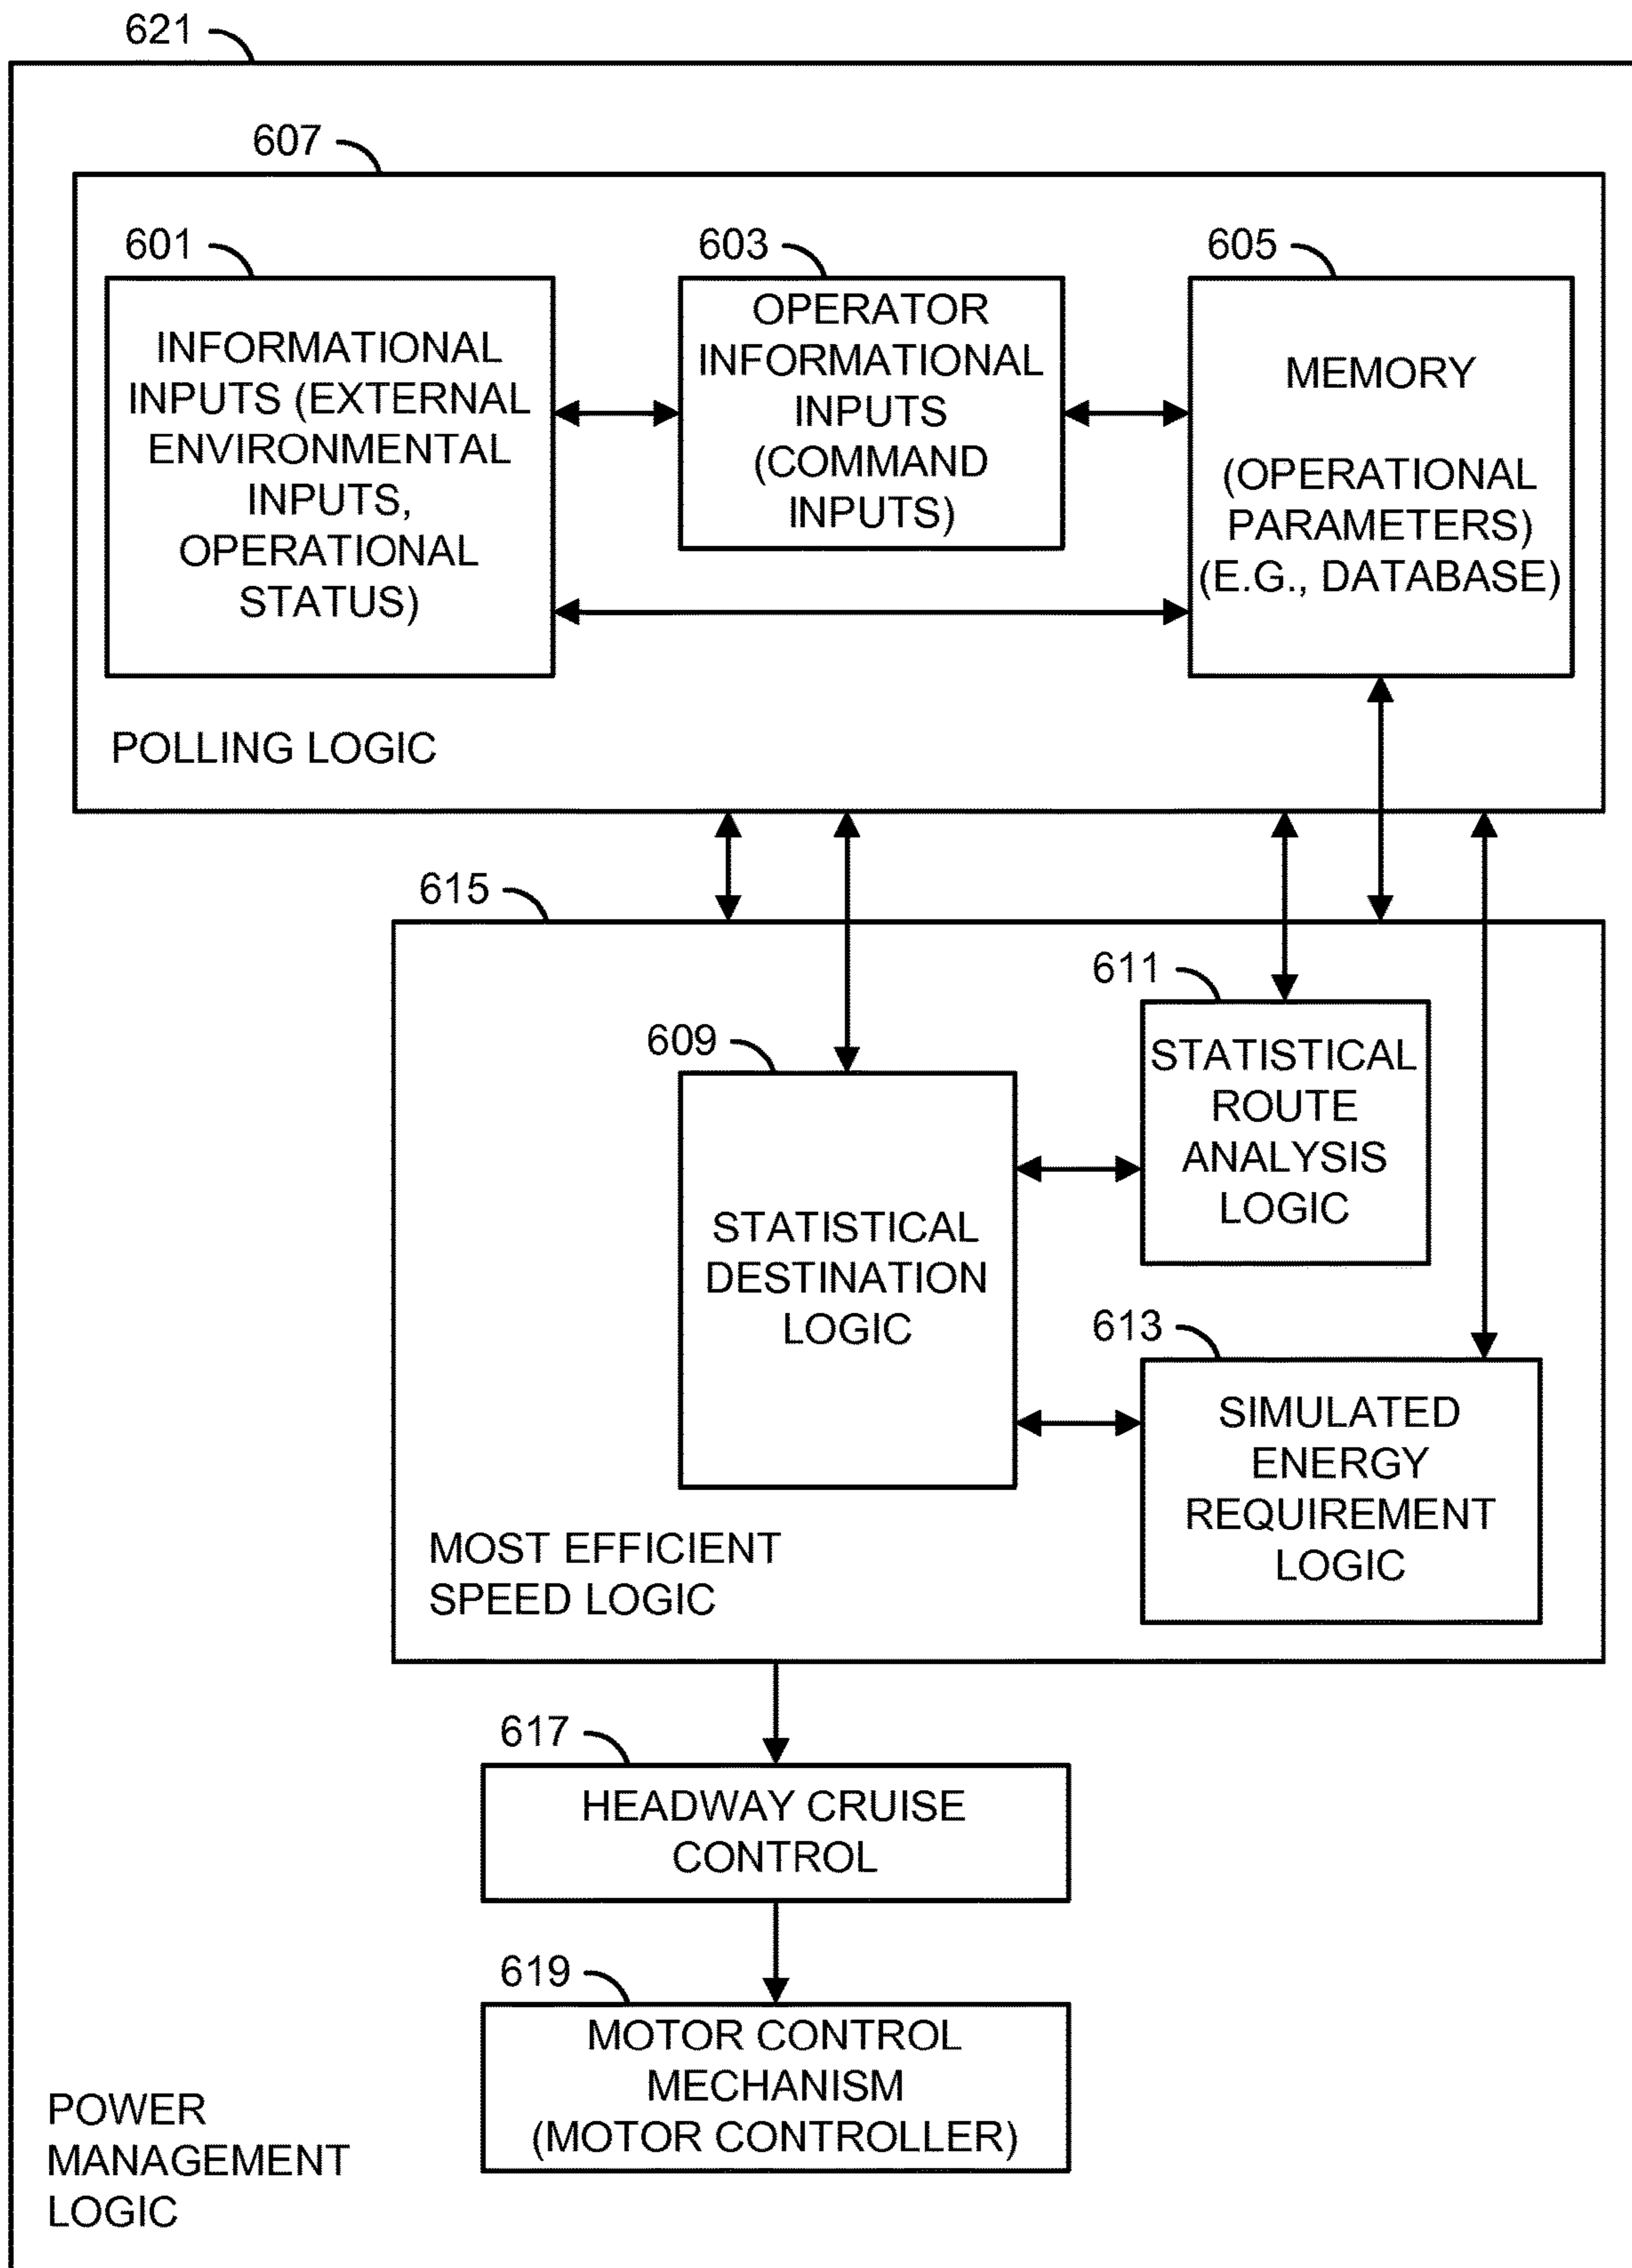 621
607
601
603
605
INFORMATIONAL
INPUTS (EXTERNAL
ENVIRONMENTAL
INPUTS,
OPERATIONAL
STATUS)
OPERATOR
INFORMATIONAL
INPUTS
(COMMAND
INPUTS)
MEMORY
(OPERATIONAL
PARAMETERS)
(E.G., DATABASE)
POLLING LOGIC
615
611
609
STATISTICAL
ROUTE
ANALYSIS
LOGIC
STATISTICAL
DESTINATION
LOGIC
613
SIMULATED
ENERGY
REQUIREMENT
LOGIC
MOST EFFICIENT
SPEED LOGIC
617
HEADWAY CRUISE
CONTROL
619
MOTOR CONTROL
MECHANISM
(MOTOR CONTROLLER)
POWER
MANAGEMENT
LOGIC